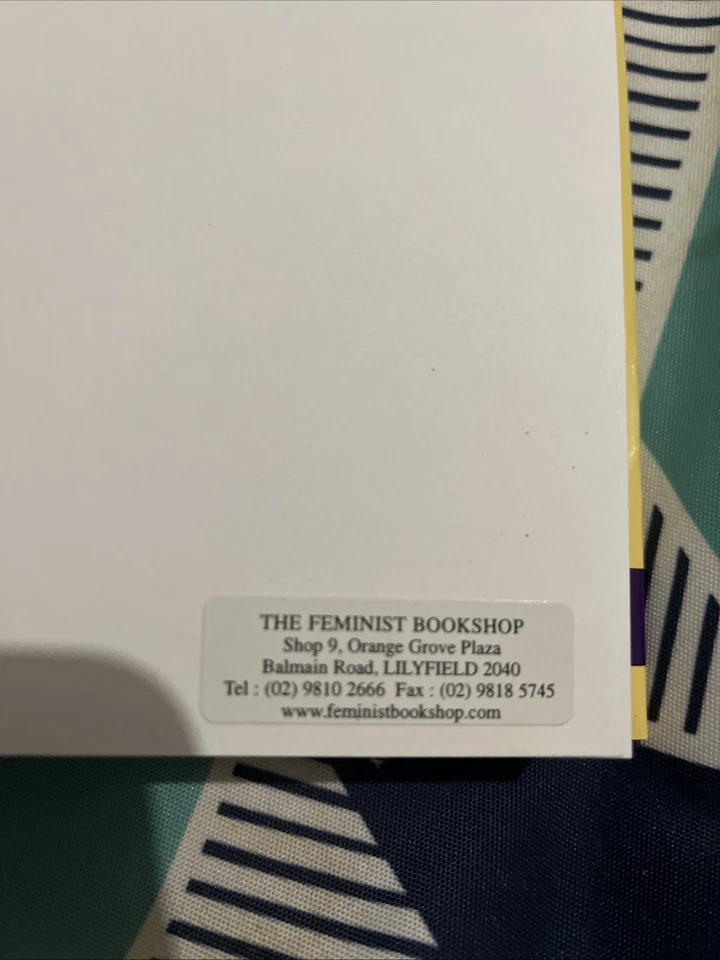 THE FEMINIST BOOKSHOP
Shop 9, Orange Grove Plaza
Balmain Road, LILYFIELD 2040
Tel : (02) 9810 2666 Fax : (02) 9818 5745
www.feministbookshop.com